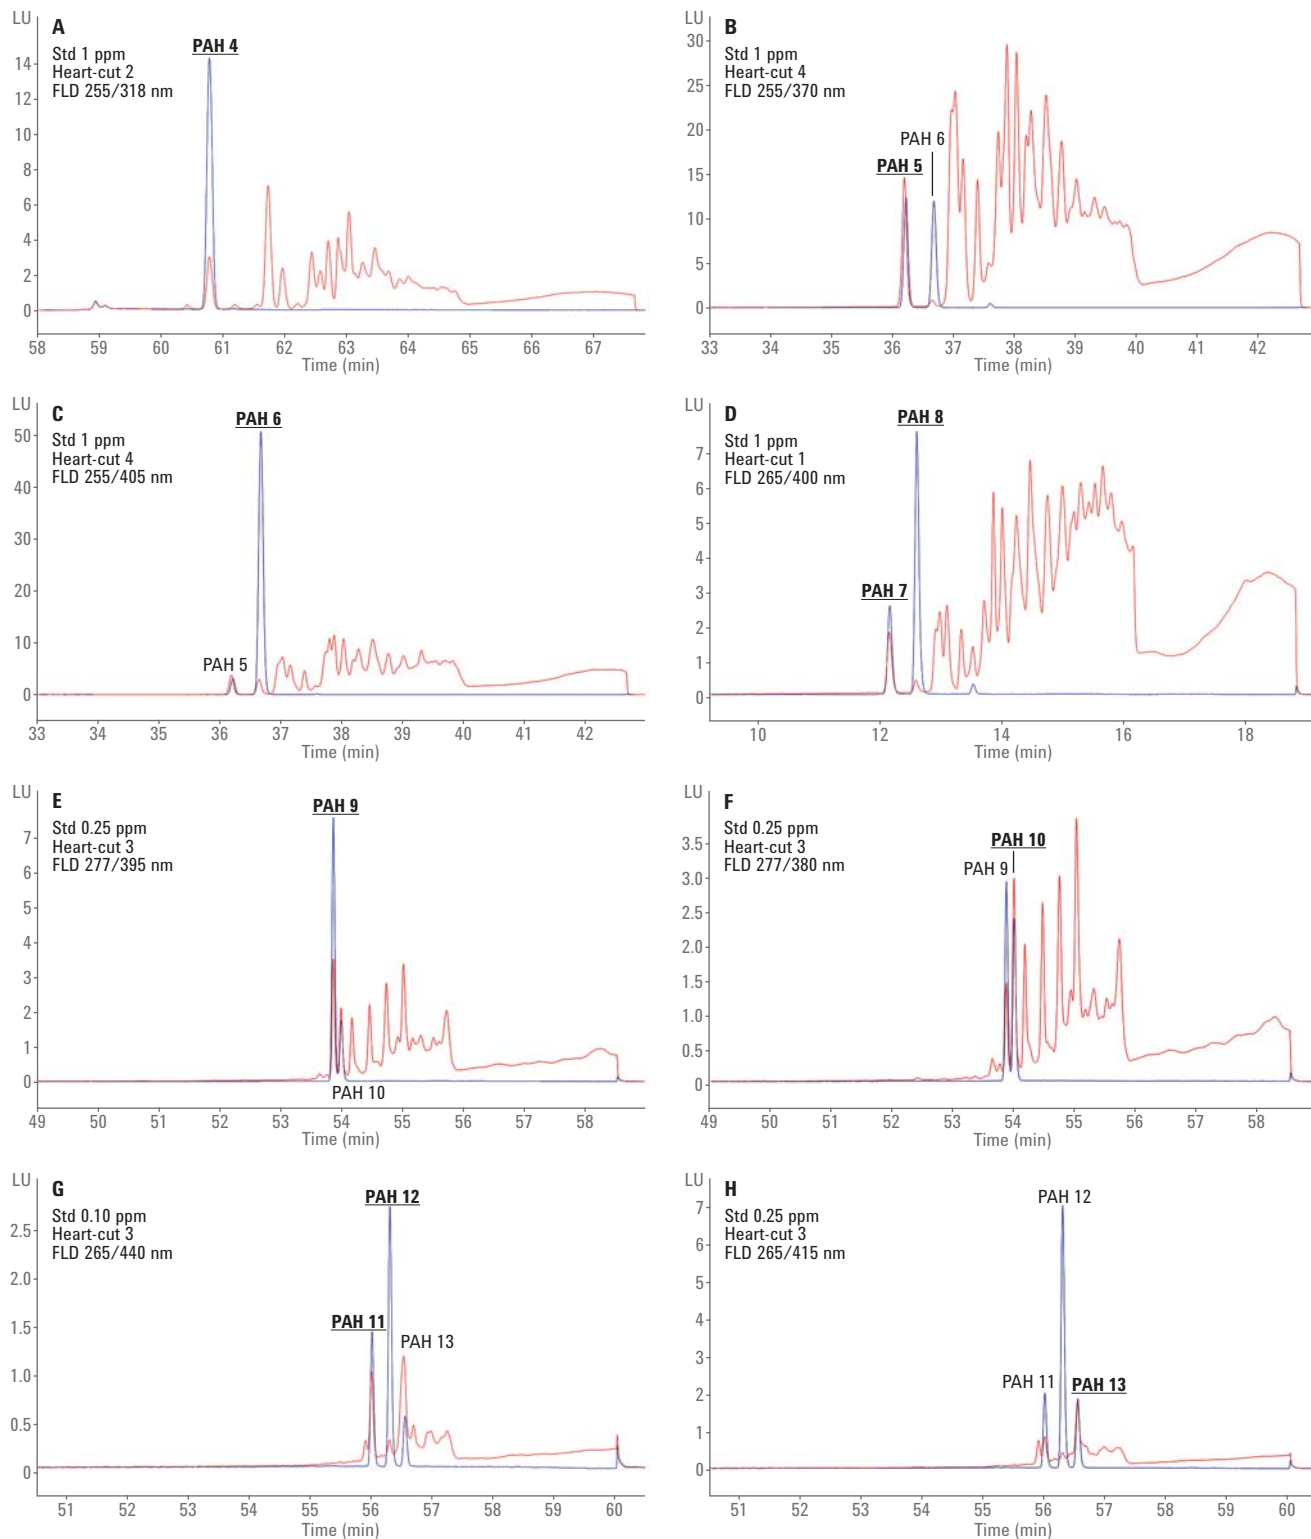 LU
A
Std 1 ppm
Heart-cut 2
FLD 255/318 nm
PAH 4
14
12
10
8
6
4
2
0
58 59 60 61 62 63 64 65 66 67
Time (min)
LU
B
Std 1 ppm
Heart-cut 4
FLD 255/370 nm
PAH 6
PAH 5
30
25
20
15
10
5
0
33 34 35 36 37 38 39 40 41 42
Time (min)
LU
C
Std 1 ppm
Heart-cut 4
FLD 255/405 nm
PAH 6
PAH 5
50
40
30
20
10
0
33 34 35 36 37 38 39 40 41 42
Time (min)
LU
D
Std 1 ppm
Heart-cut 1
FLD 265/400 nm
PAH 8
PAH 7
7
6
5
4
3
2
1
0
10 12 14 16 18
Time (min)
LU
E
Std 0.25 ppm
Heart-cut 3
FLD 277/395 nm
PAH 9
PAH 10
7
6
5
4
3
2
1
0
49 50 51 52 53 54 55 56 57 58
Time (min)
LU
F
Std 0.25 ppm
Heart-cut 3
FLD 277/380 nm
PAH 10
PAH 9
3.5
3.0
2.5
2.0
1.5
1.0
0.5
0
49 50 51 52 53 54 55 56 57 58
Time (min)
LU
G
Std 0.10 ppm
Heart-cut 3
FLD 265/440 nm
PAH 12
PAH 11
PAH 13
2.5
2.0
1.5
1.0
0.5
0
51 52 53 54 55 56 57 58 59 60
Time (min)
LU
H
Std 0.25 ppm
Heart-cut 3
FLD 265/415 nm
PAH 12
PAH 11
PAH 13
7
6
5
4
3
2
1
0
51 52 53 54 55 56 57 58 59 60
Time (min)